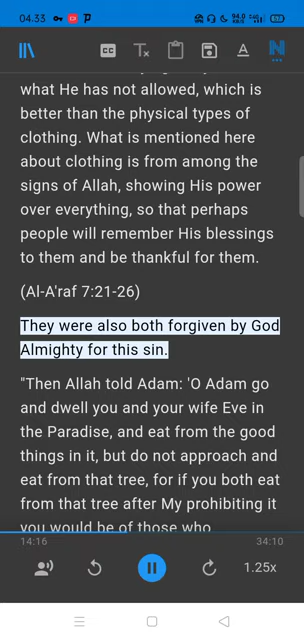 04.33
CC
what He has not allowed, which is
better than the physical types of
clothing. What is mentioned here
about clothing is from among the
signs of Allah, showing His power
over everything, so that perhaps
people will remember His blessings
to them and be thankful for them.
(Al-A'raf 7:21-26)
They were also both forgiven by God
Almighty for this sin.
"Then Allah told Adam: 'O Adam go
and dwell you and your wife Eve in
the Paradise, and eat from the good
things in it, but do not approach and
eat from that tree, for if you both eat
from that tree after My prohibiting it
you would be of those who
14:16
34:10
1.25x